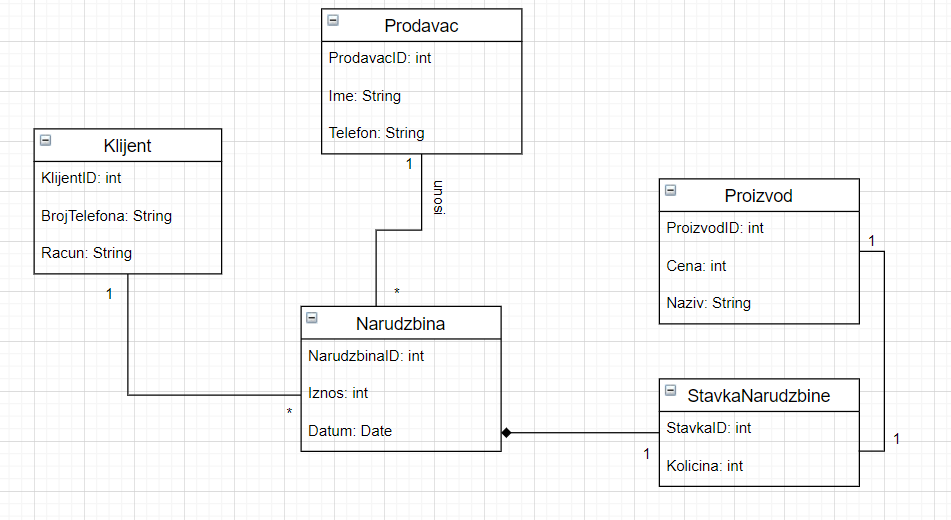 Prodavac
ProdavacID: int
Ime: String
Telefon: String
1
unosi
*
Klijent
KlijentID: int
BrojTelefona: String
Racun: String
1
*
Narudzbina
NarudzbinaID: int
Iznos: int
Datum: Date
Proizvod
ProizvodID: int
Cena: int
Naziv: String
1
1
StavkaNarudzbine
StavkaID: int
Kolicina: int
1